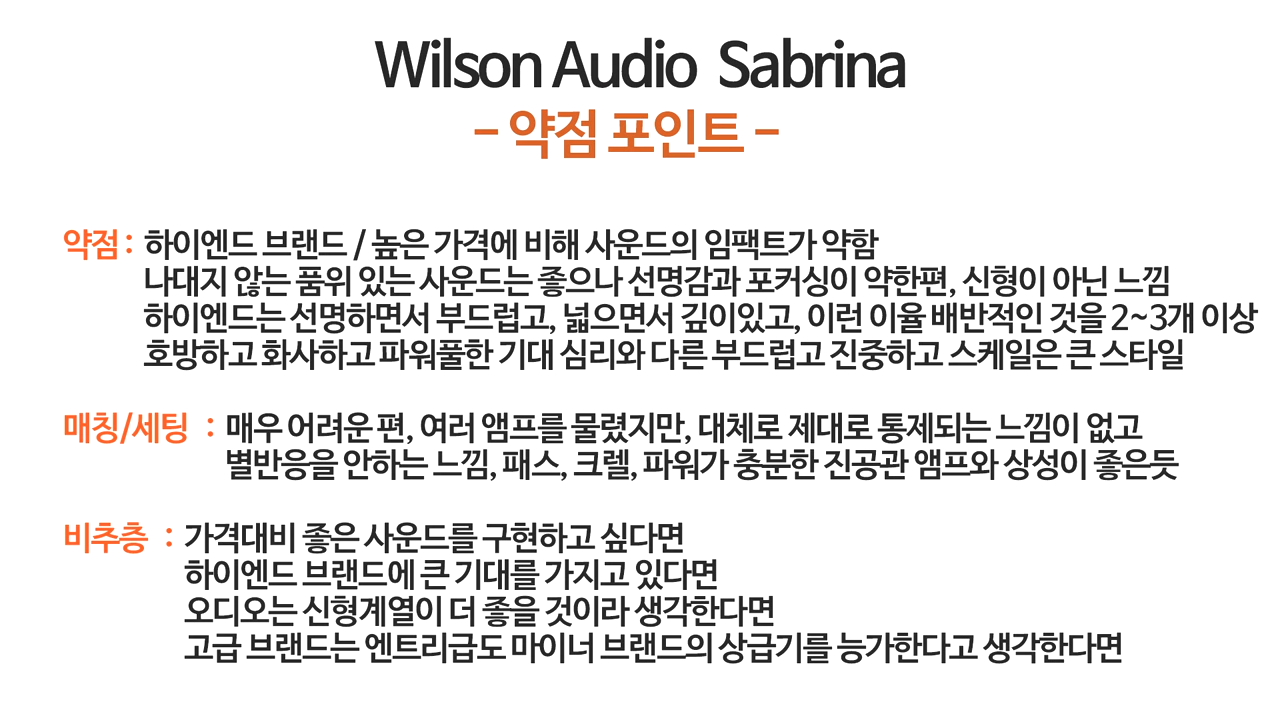 Wilson Audio Sabrina
- 약점 포인트 -
약점 : 하이엔드 브랜드 / 높은 가격에 비해 사운드의 임팩트가 약함
나대지 않는 품위 있는 사운드는 좋으나 선명감과 포커싱이 약한편, 신형이 아닌 느낌
하이엔드는 선명하면서 부드럽고, 넓으면서 깊이있고, 이런 이율 배반적인 것을 2~3개 이상
호방하고 화사하고 파워풀한 기대 심리와 다른 부드럽고 진중하고 스케일은 큰 스타일
매칭/세팅 : 매우 어려운 편, 여러 앰프를 물렸지만, 대체로 제대로 통제되는 느낌이 없고
별반응을 안하는 느낌, 패스, 크렐, 파워가 충분한 진공관 앰프와 상성이 좋은듯
비추층 : 가격대비 좋은 사운드를 구현하고 싶다면
하이엔드 브랜드에 큰 기대를 가지고 있다면
오디오는 신형계열이 더 좋을 것이라 생각한다면
고급 브랜드는 엔트리급도 마이너 브랜드의 상급기를 능가한다고 생각한다면